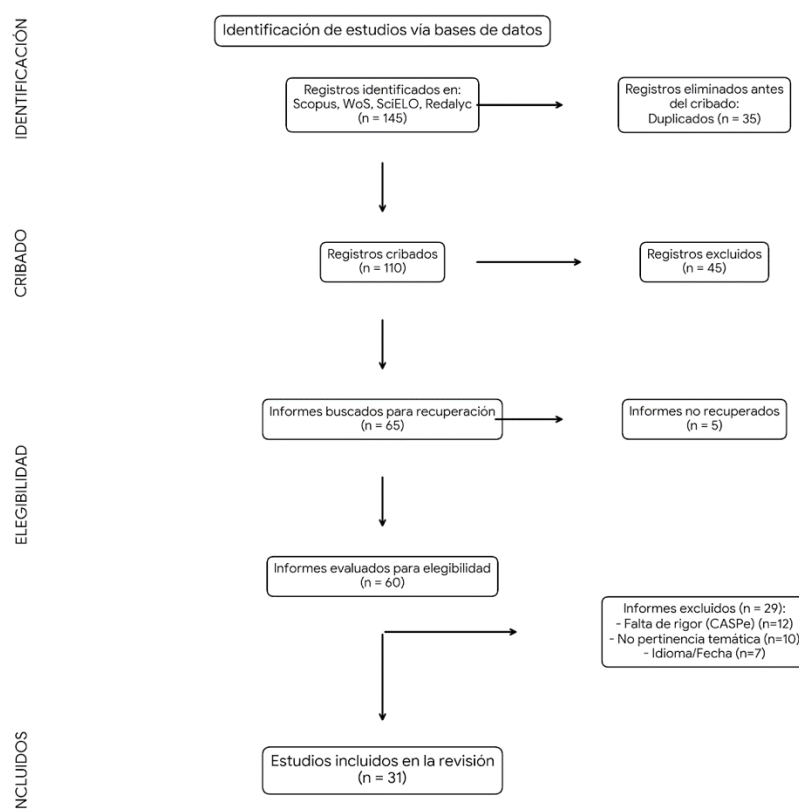 IDENTIFICACIÓN
Identificación de estudios vía bases de datos
Registros identificados en:
Scopus, WoS, SciELO, Redalyc
(n = 145)
Registros eliminados antes
del cribado:
Duplicados (n = 35)
CRIBADO
Registros cribados
(n = 110)
Registros excluidos
(n = 45)
ELEGIBILIDAD
Informes buscados para recuperación
(n = 65)
Informes no recuperados
(n = 5)
Informes evaluados para elegibilidad
(n = 60)
Informes excluidos (n = 29):
- Falta de rigor (CASPe) (n=12)
- No pertinencia temática (n=10)
- Idioma/Fecha (n=7)
NCLUIDOS
Estudios incluidos en la revisión
(n = 31)